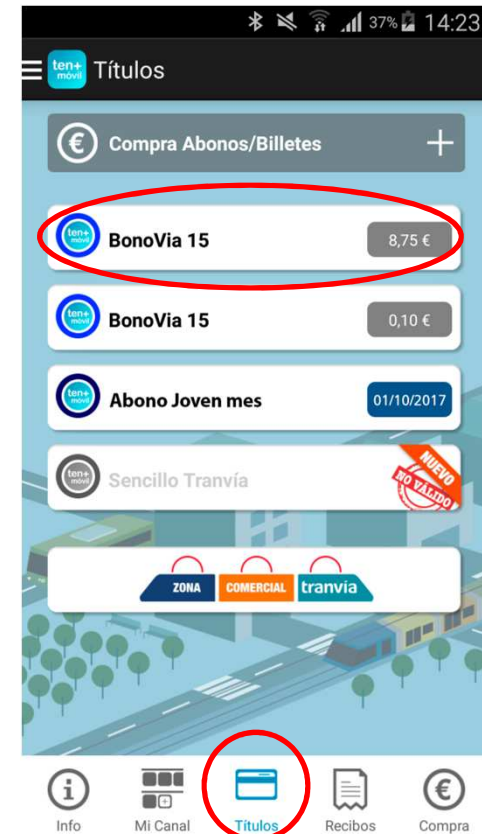 37% 14:23
ten+ móvil Títulos
€ Compra Abonos/Billetes +
ten+ móvil BonoVia 15 8,75 €
ten+ móvil BonoVia 15 0,10 €
ten+ móvil Abono Joven mes 01/10/2017
ten+ móvil Sencillo Tranvía NUEVO
NO VÁLIDO
ZONA COMERCIAL tranvía
Info Mi Canal Títulos Recibos Compra